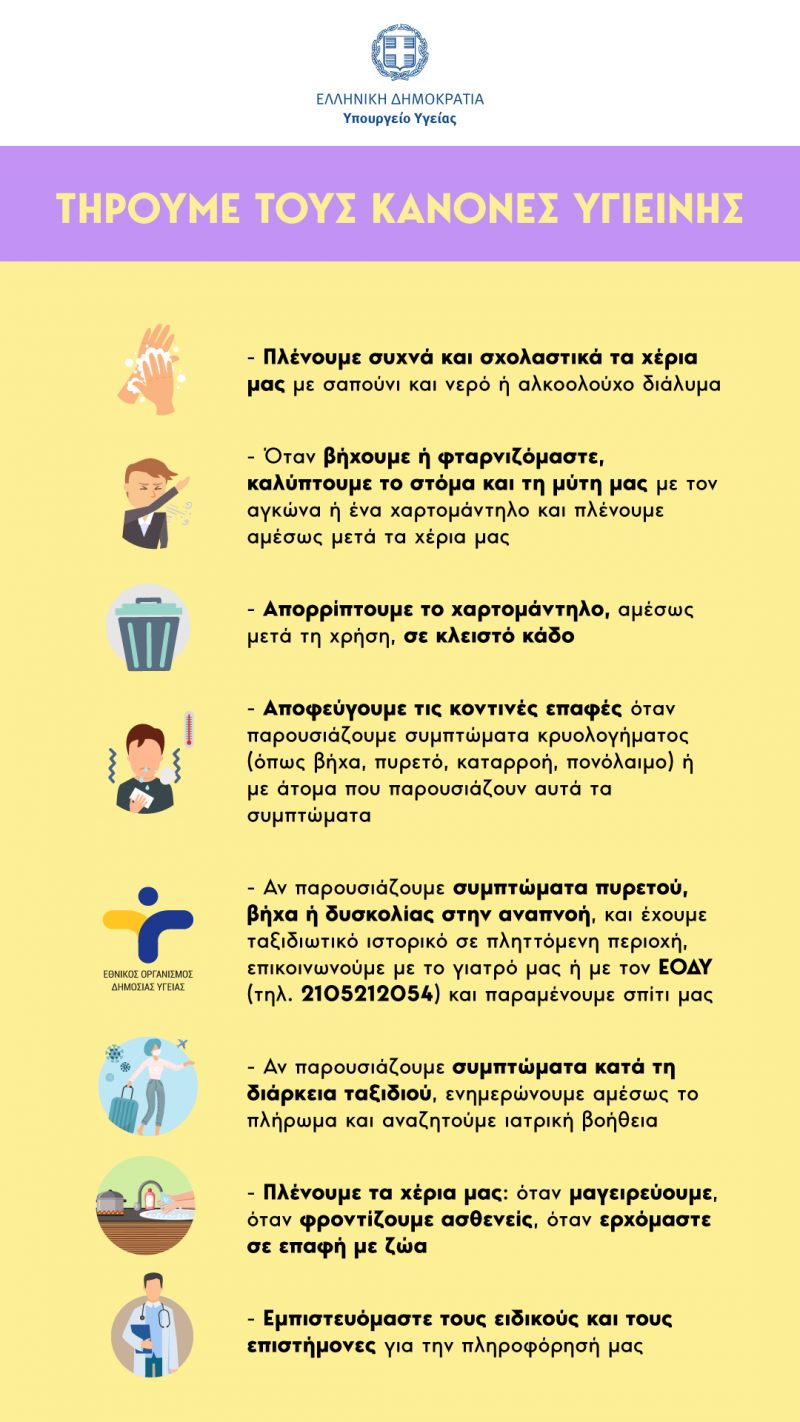 ΕΛΛΗΝΙΚΗ ΔΗΜΟΚΡΑΤΙΑ
Υπουργείο Υγείας
ΤΗΡΟΥΜΕ ΤΟΥΣ ΚΑΝΟΝΕΣ ΥΓΙΕΙΝΗΣ
- Πλένουμε συχνά και σχολαστικά τα χέρια
μας με σαπούνι και νερό ή αλκοολούχο διάλυμα
- Όταν βήχουμε ή φταρνιζόμαστε,
καλύπτουμε το στόμα και τη μύτη μας με τον
αγκώνα ή ένα χαρτομάντηλο και πλένουμε
αμέσως μετά τα χέρια μας
- Απορρίπτουμε το χαρτομάντηλο, αμέσως
μετά τη χρήση, σε κλειστό κάδο
- Αποφεύγουμε τις κοντινές επαφές όταν
παρουσιάζουμε συμπτώματα κρυολογήματος
(όπως βήχα, πυρετό, καταρροή, πονόλαιμο) ή
με άτομα που παρουσιάζουν αυτά τα
συμπτώματα
ΕΘΝΙΚΟΣ ΟΡΓΑΝΙΣΜΟΣ
ΔΗΜΟΣΙΑΣ ΥΓΕΙΑΣ
- Αν παρουσιάζουμε συμπτώματα πυρετού,
βήχα ή δυσκολίας στην αναπνοή, και έχουμε
ταξιδιωτικό ιστορικό σε πληττόμενη περιοχή,
επικοινωνούμε με το γιατρό μας ή με τον ΕΟΔΥ
(τηλ. 2105212054) και παραμένουμε σπίτι μας
- Αν παρουσιάζουμε συμπτώματα κατά τη
διάρκεια ταξιδιού, ενημερώνουμε αμέσως το
πλήρωμα και αναζητούμε ιατρική βοήθεια
- Πλένουμε τα χέρια μας: όταν μαγειρεύουμε,
όταν φροντίζουμε ασθενείς, όταν ερχόμαστε
σε επαφή με ζώα
- Εμπιστευόμαστε τους ειδικούς και τους
επιστήμονες για την πληροφόρησή μας